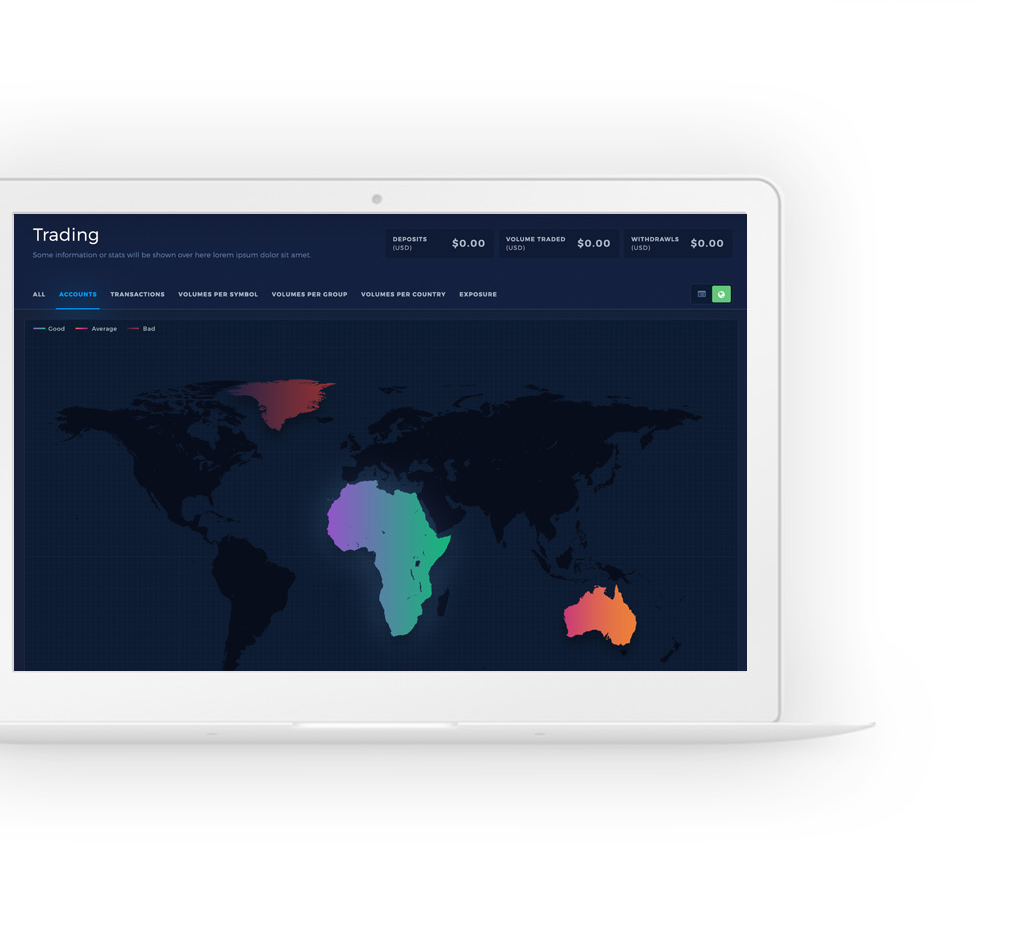 Trading
Some information or stats will be shown over here lorem ipsum dolor sit amet.
DEPOSITS
(USD)
$0.00
VOLUME TRADED
(USD)
$0.00
WITHDRAWLS
(USD)
$0.00
ALL ACCOUNTS TRANSACTIONS VOLUMES PER SYMBOL VOLUMES PER GROUP VOLUMES PER COUNTRY EXPOSURE
Good Average Bad